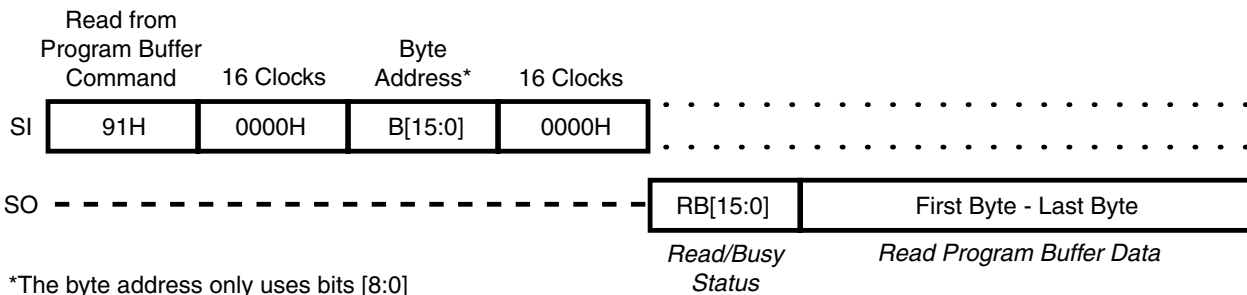 Read from
Program Buffer
Command
16 Clocks
Byte
Address*
16 Clocks
SI
91H
0000H
B[15:0]
0000H
SO
RB[15:0]
First Byte - Last Byte
Read/Busy
Status
Read Program Buffer Data
*The byte address only uses bits [8:0]